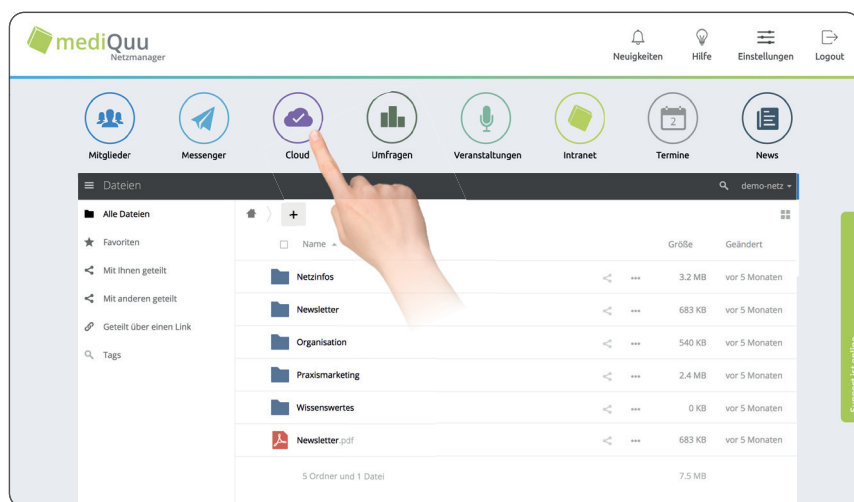 mediQuu
Netzmanager
Neuigkeiten Hilfe Einstellungen Logout
2
Mitglieder Messenger Cloud Umfragen Veranstaltungen Intranet Termine News
Dateien demo-netz
Alle Dateien
Favoriten
Mit Ihnen geteilt
Mit anderen geteilt
Geteilt über einen Link
Tags
+
Name Größe Geändert
Netzinfos 3.2 MB vor 5 Monaten
Newsletter 683 KB vor 5 Monaten
Organisation 540 KB vor 5 Monaten
Praxismarketing 2.4 MB vor 5 Monaten
Wissenswertes 0 KB vor 5 Monaten
Newsletter.pdf 683 KB vor 5 Monaten
5 Ordner und 1 Datei 7.5 MB
Support ist online